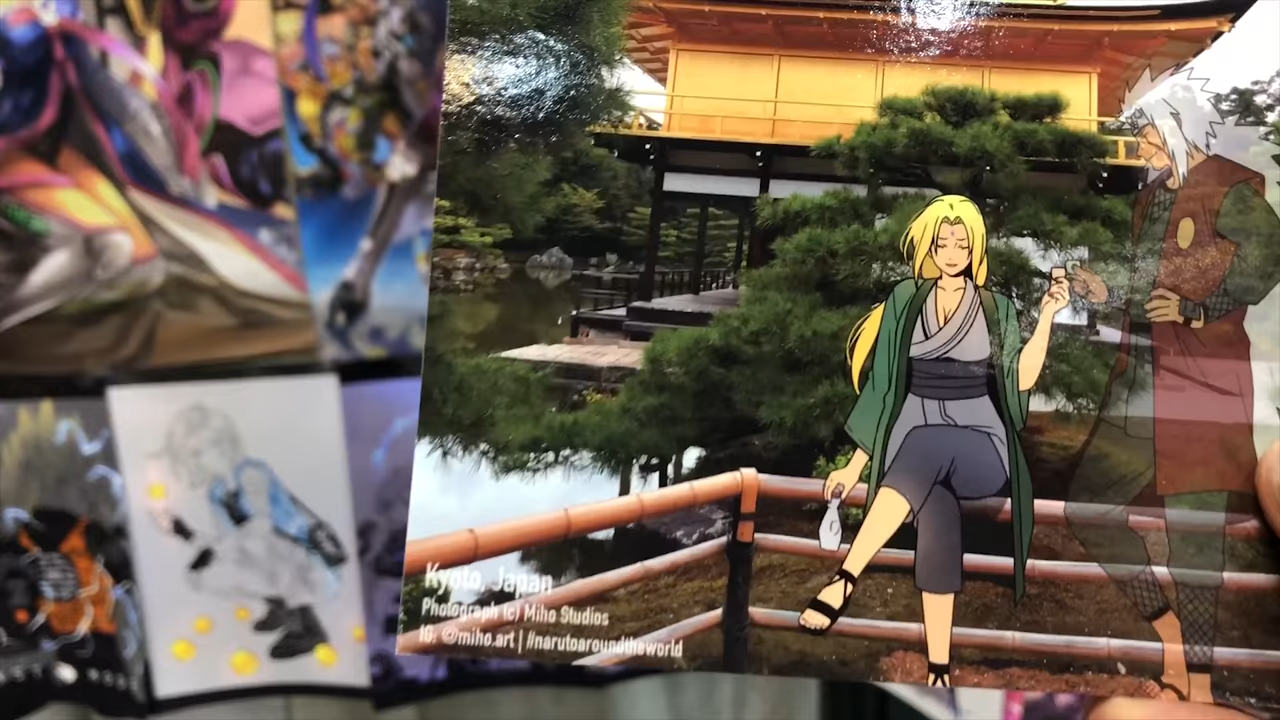 Kyoto, Japan
Photograph (c) Miho Studios
IG: @miho.art | #narutoaroundtheworld